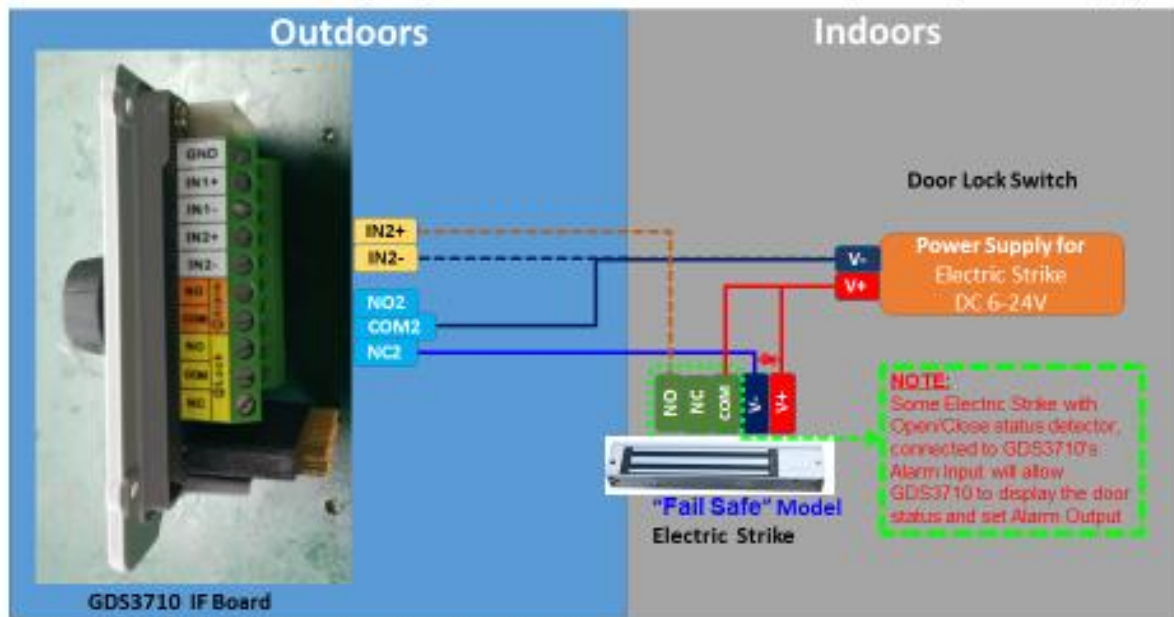 Outdoors
Indoors
GND
IN1+
IN1-
IN2+
IN2-
NO
COM
NO
COM
NC
IN2+
IN2-
NO2
COM2
NC2
Door Lock Switch
V-
V+
Power Supply for
Electric Strike
DC 6-24V
NO
NC
COM
V-
V+
NOTE:
Some Electric Strike with
Open/Close status detector,
connected to GDS3710's
Alarm Input will allow
GDS3710 to display the door
status and set Alarm Output
"Fail Safe" Model
Electric Strike
GDS3710 IF Board